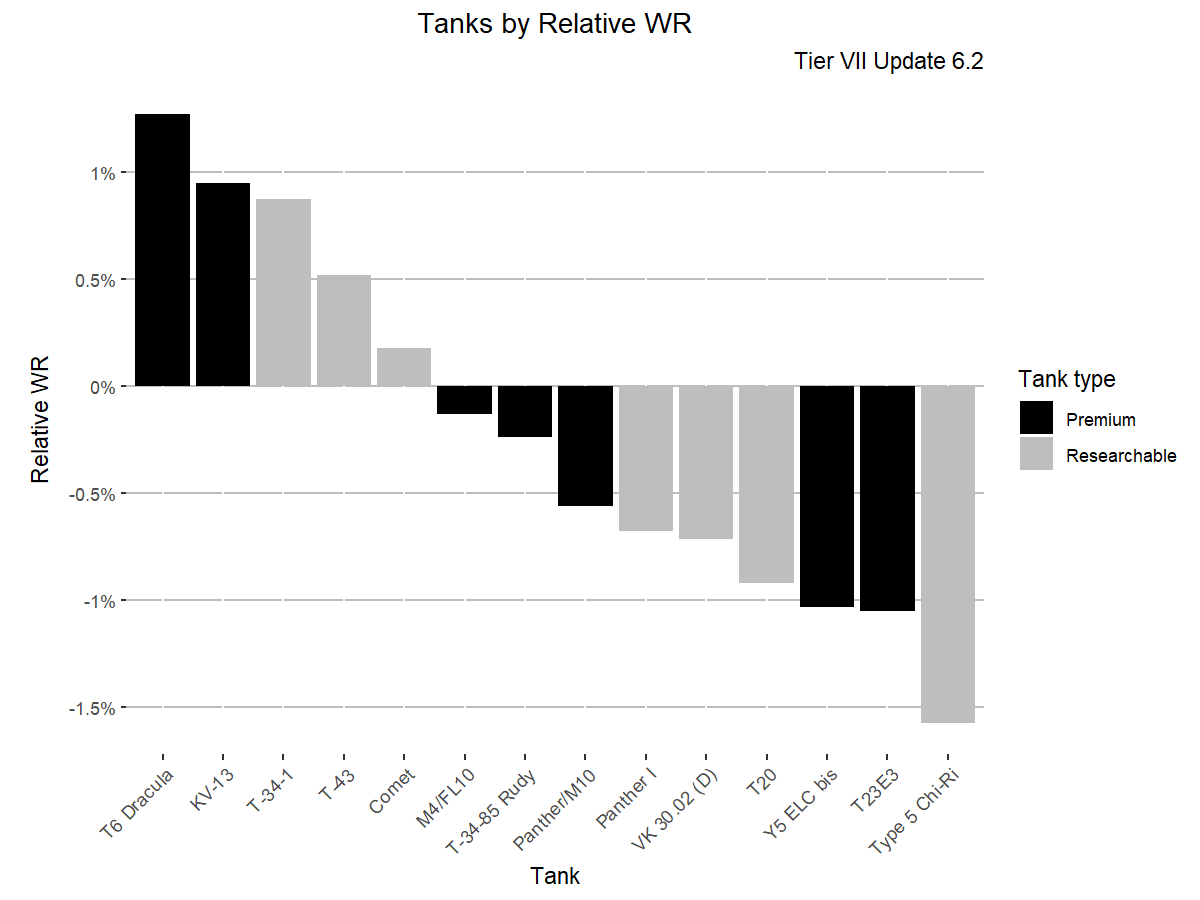 Tanks by Relative WR
Tier VII Update 6.2
Relative WR
1%
0.5%
0%
-0.5%
-1%
-1.5%
T6 Dracula
KV-13
T-34-1
T-43
Comet
M4/FL10
T-34-85 Rudy
Panther/M10
Panther I
VK 30.02 (D)
T20
Y5 ELC bis
T23E3
Type 5 Chi-Ri
Tank
Tank type
Premium
Researchable